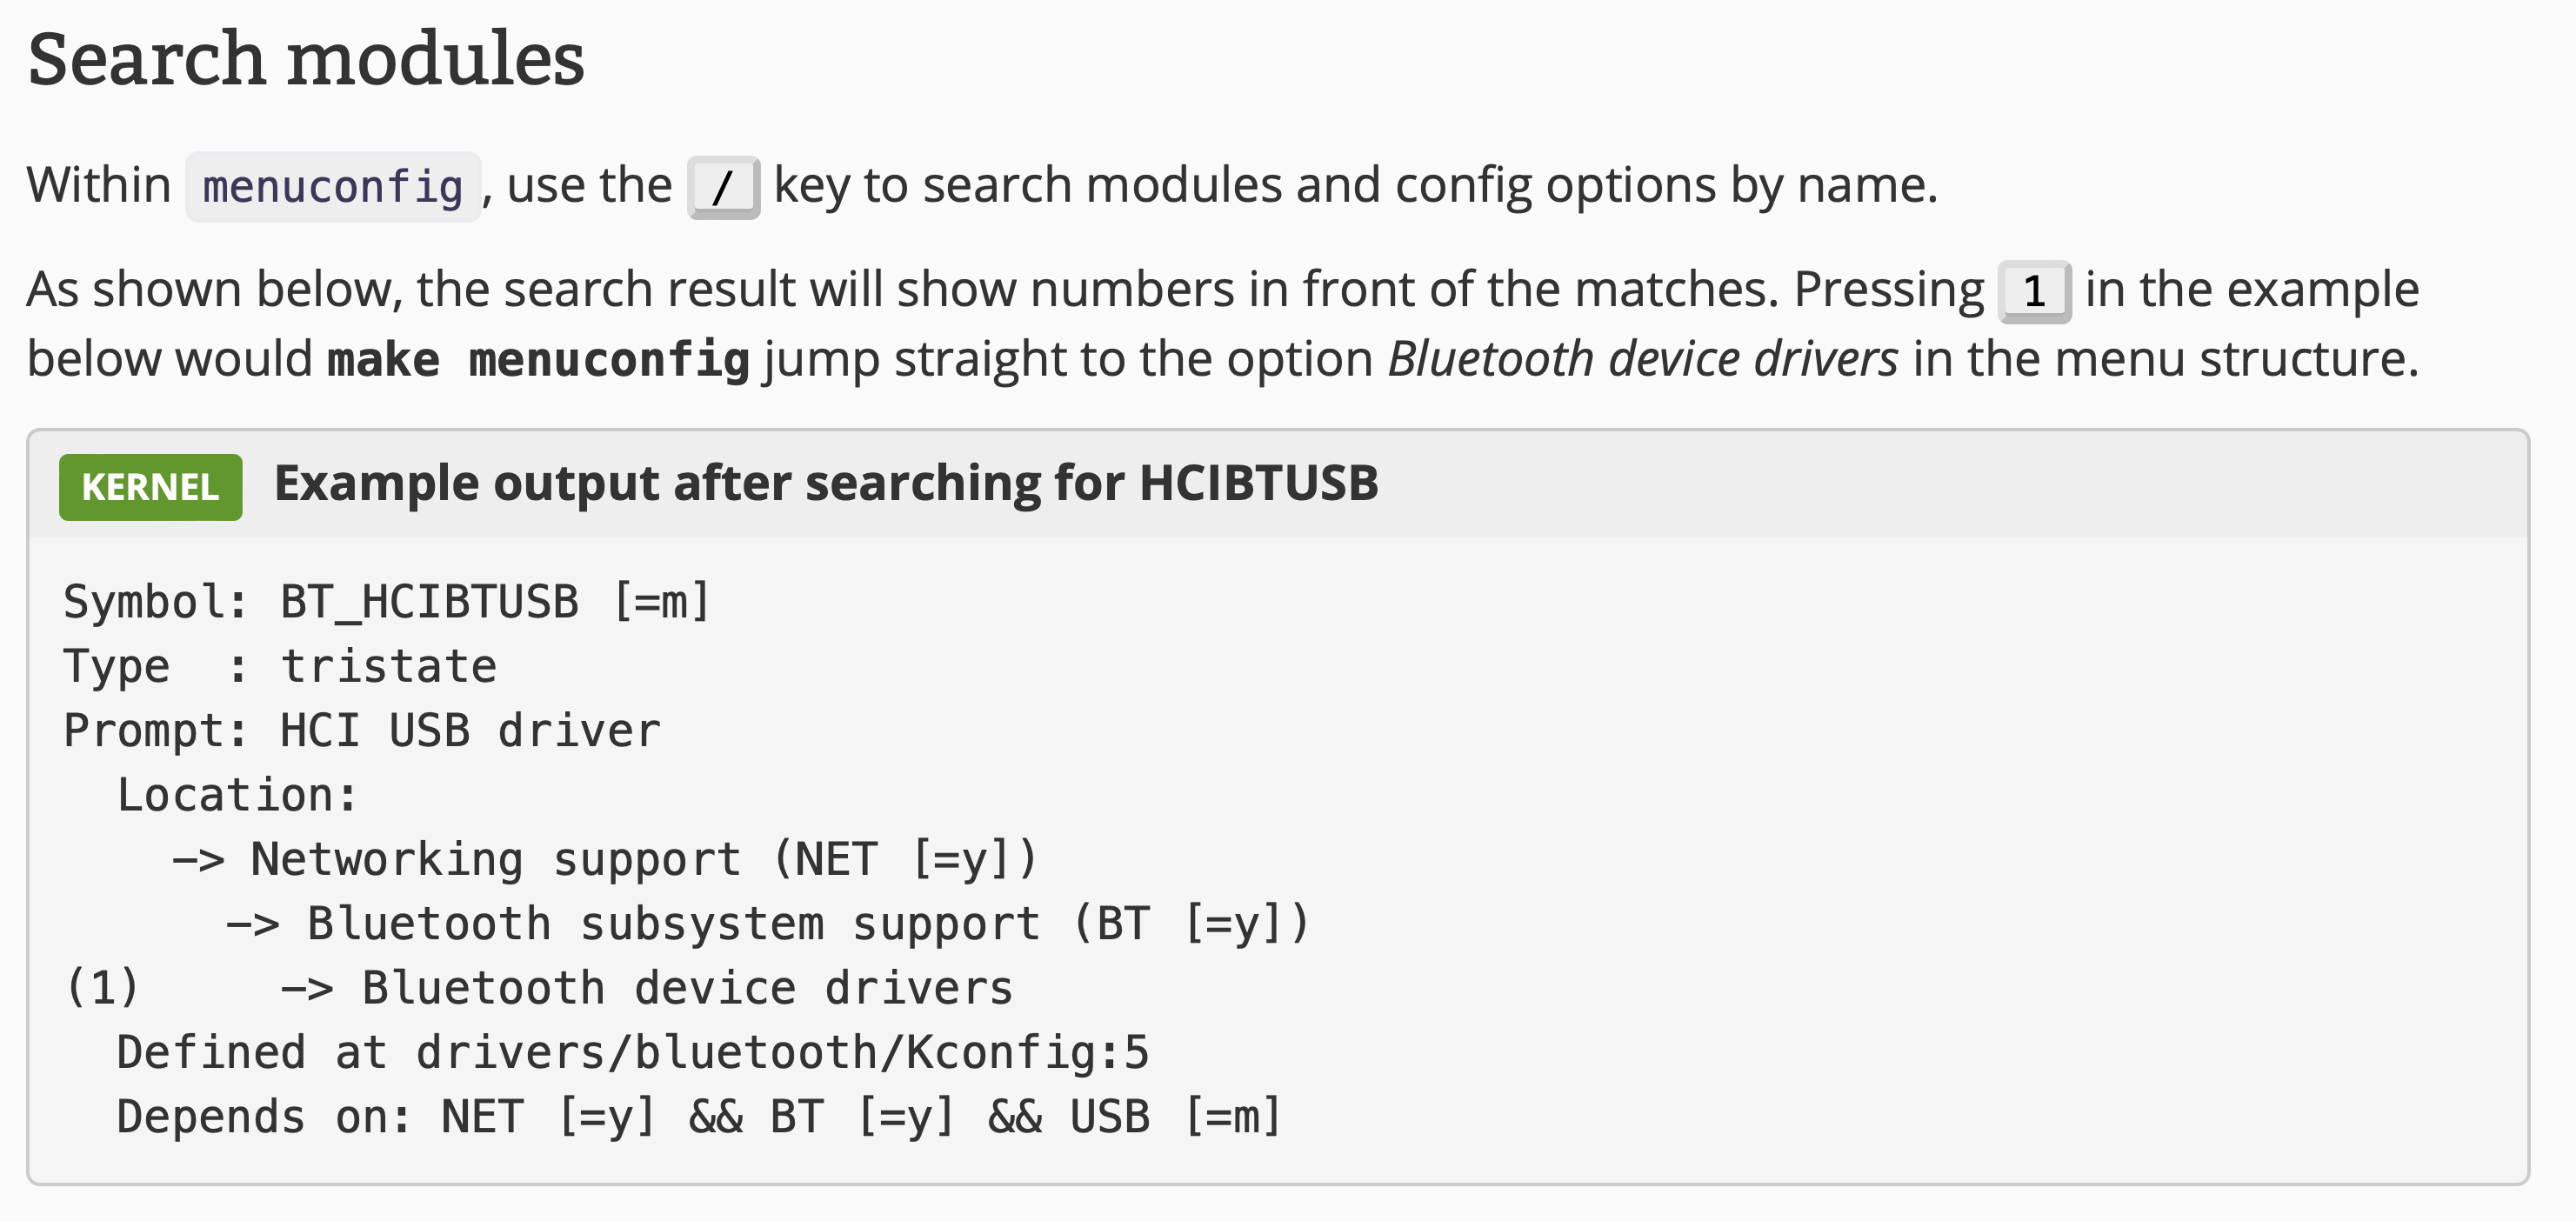 Search modules
Within menuconfig, use the / key to search modules and config options by name.
As shown below, the search result will show numbers in front of the matches. Pressing 1 in the example
below would make menuconfig jump straight to the option Bluetooth device drivers in the menu structure.
KERNEL Example output after searching for HCIBTUSB
Symbol: BT_HCIBTUSB [=m]
Type  : tristate
Prompt: HCI USB driver
  Location:
    -> Networking support (NET [=y])
      -> Bluetooth subsystem support (BT [=y])
(1)     -> Bluetooth device drivers
  Defined at drivers/bluetooth/Kconfig:5
  Depends on: NET [=y] && BT [=y] && USB [=m]